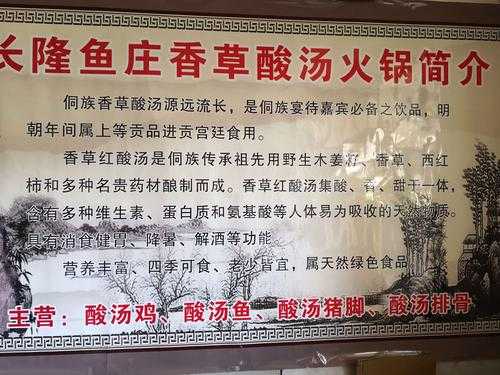 长隆鱼庄香草酸汤火锅简介
侗族香草酸汤源远流长，是侗族宴待嘉宾必备之饮品，明
朝年间属上等贡品进贡宫廷食用。
香草红酸汤是侗族传承祖先用野生木姜籽、香草、西红
柿和多种名贵药材酿制而成。香草红酸汤集酸、香、甜于一体，
含有多种维生素、蛋白质和氨基酸等人体易为吸收的天然物质。
具有消食健胃、降暑、解酒等功能
营养丰富、四季可食、老少皆宜，属天然绿色食品
主营：酸汤鸡、酸汤鱼、酸汤猪脚、酸汤排骨